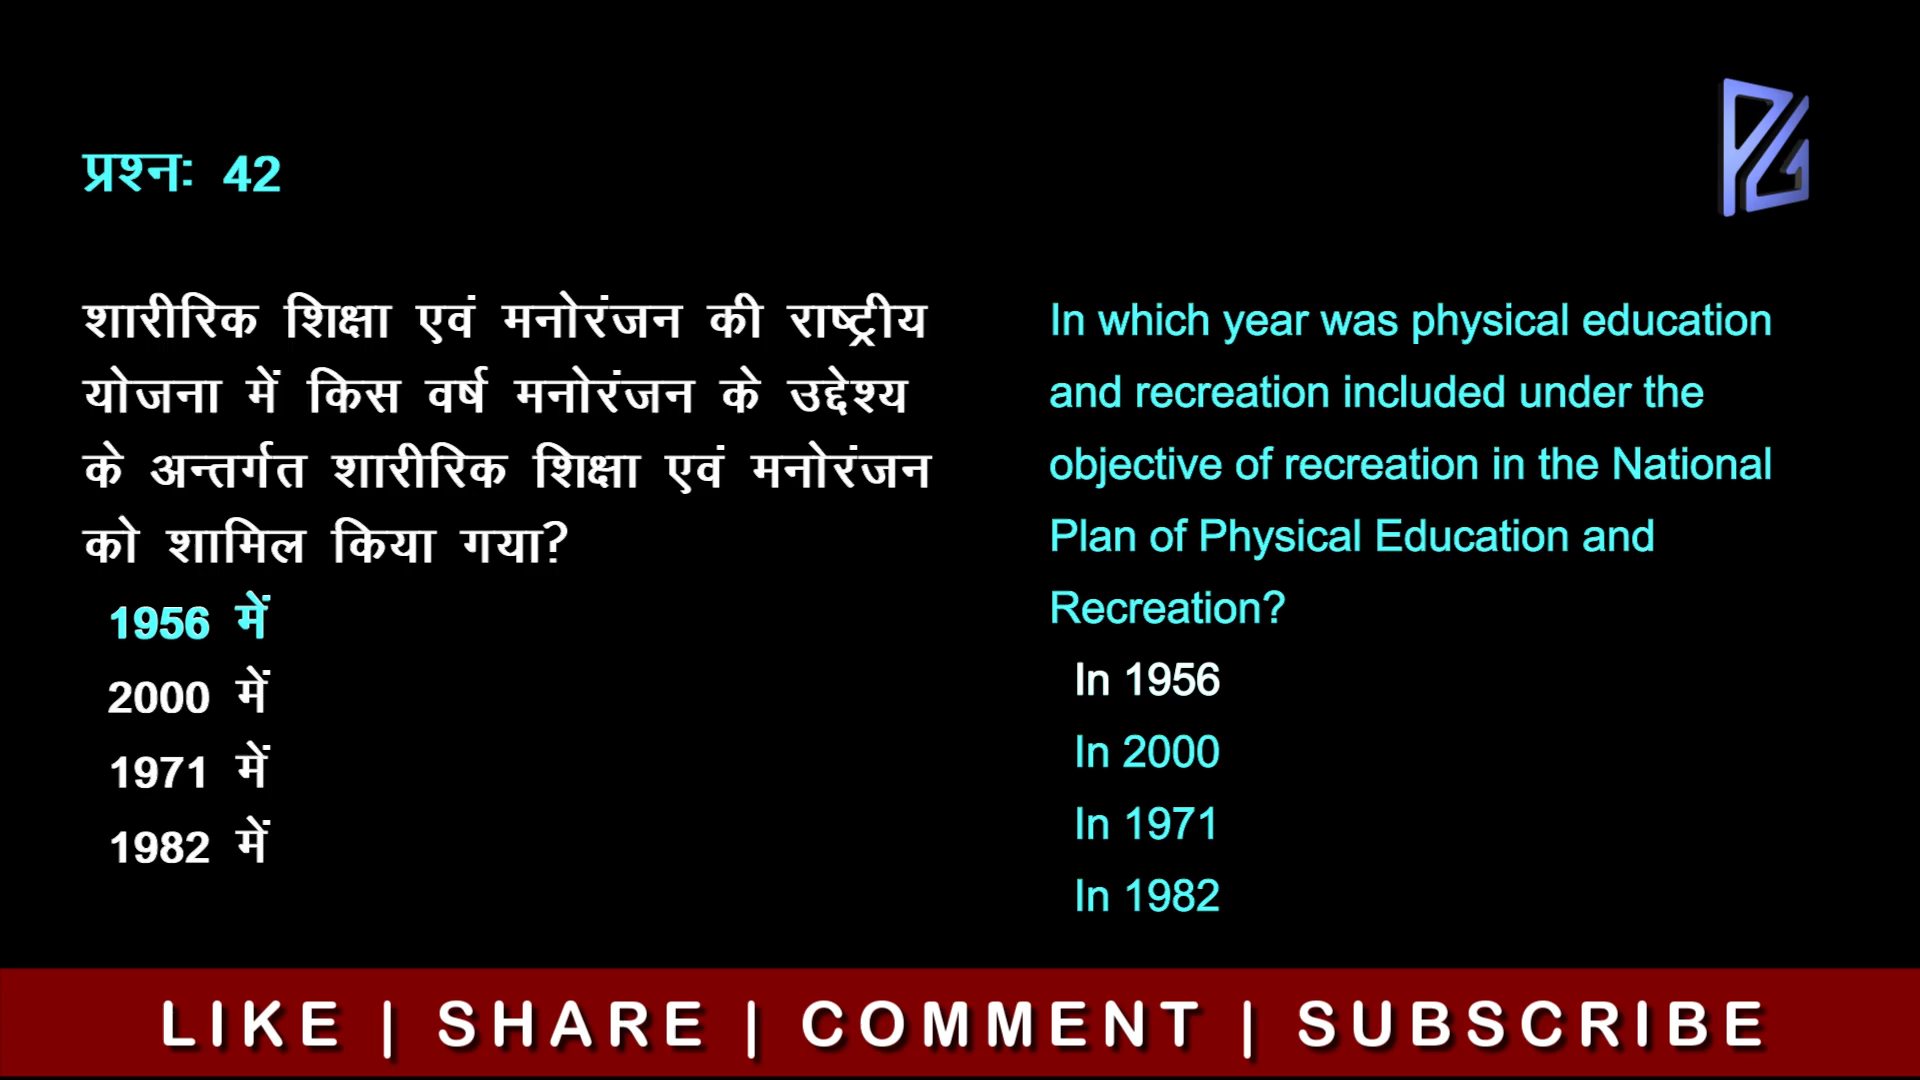 प्रश्नः 42
शारीरिक शिक्षा एवं मनोरंजन की राष्ट्रीय
योजना में किस वर्ष मनोरंजन के उद्देश्य
के अन्तर्गत शारीरिक शिक्षा एवं मनोरंजन
को शामिल किया गया?
1956 में
2000 में
1971 में
1982 में
In which year was physical education
and recreation included under the
objective of recreation in the National
Plan of Physical Education and
Recreation?
In 1956
In 2000
In 1971
In 1982
LIKE | SHARE | COMMENT | SUBSCRIBE